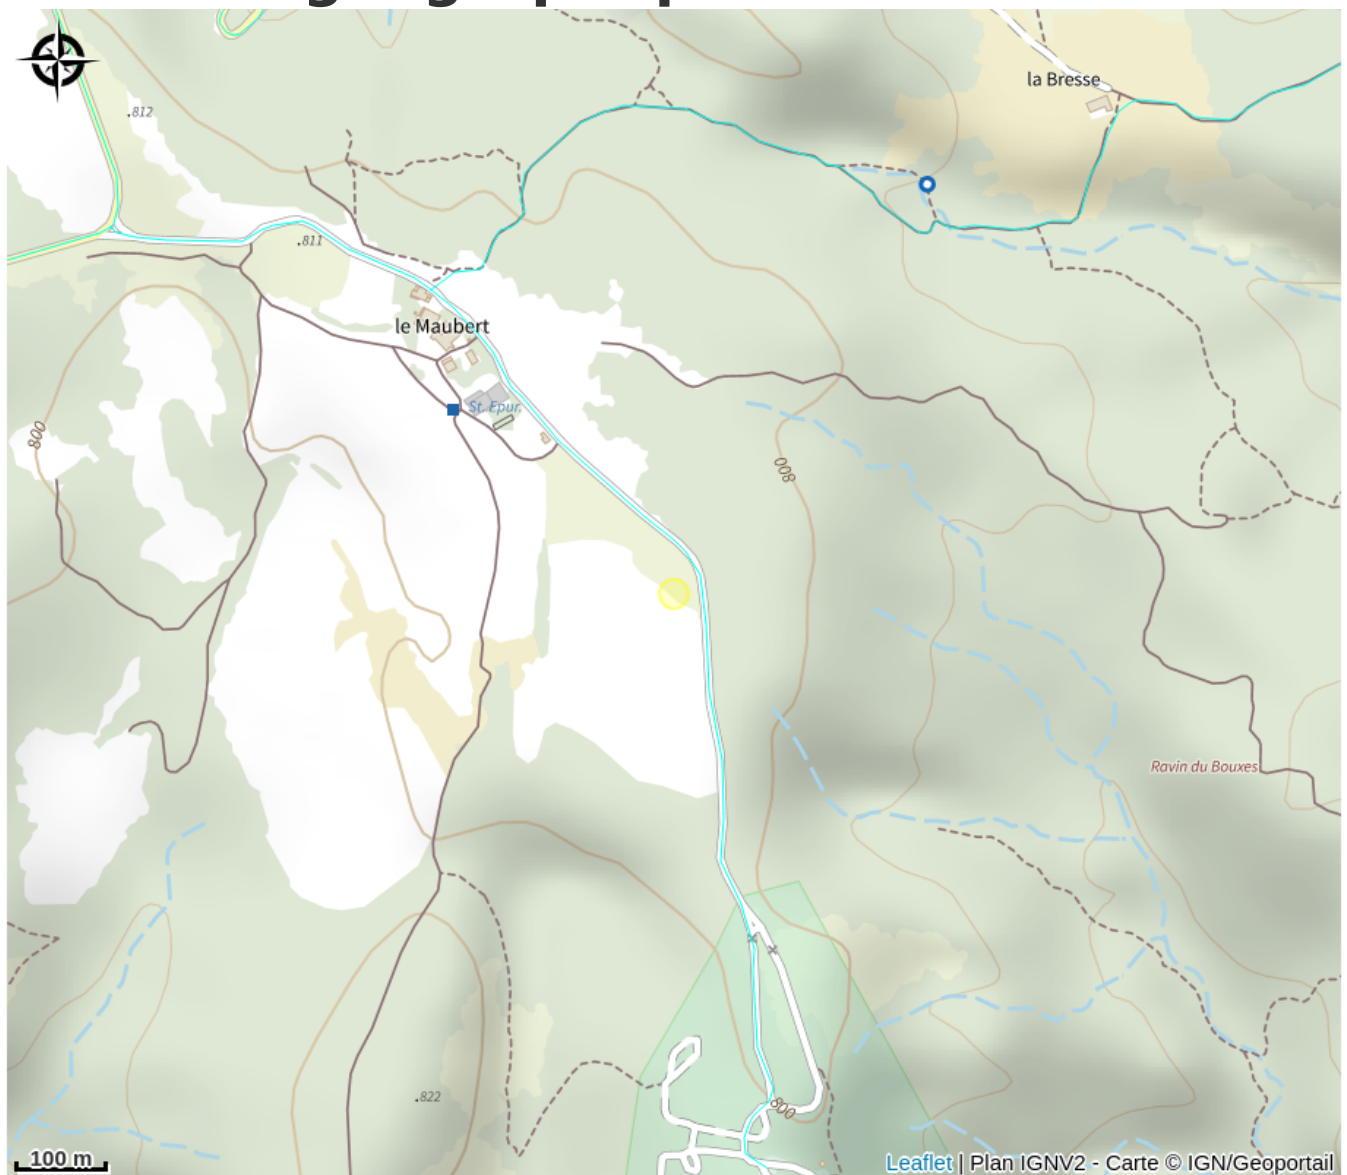 la Bresse
.812
.811
le Maubert
St. Epur.
800
800
Ravin du Bouxes
800
.822
100 m
Leaflet | Plan IGNV2 - Carte © IGN/Geoportail